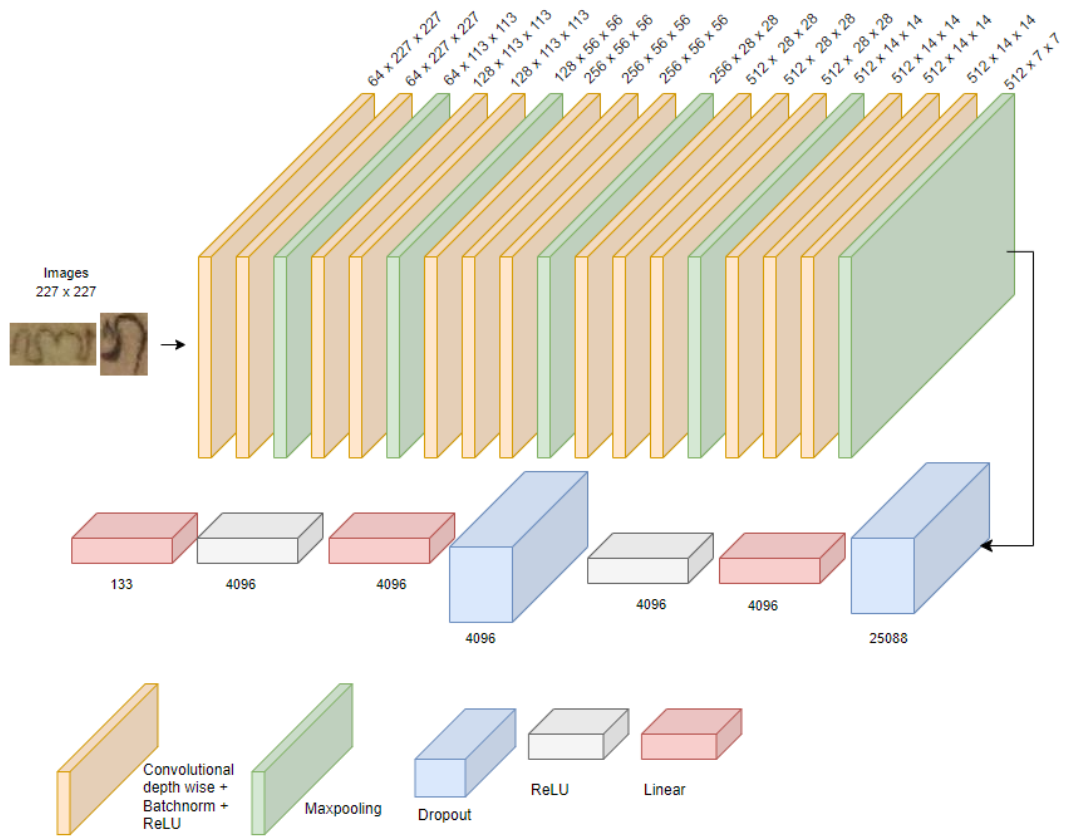 64 x 227 x 227
64 x 227 x 227
64 x 113 x 113
128 x 113 x 113
128 x 113 x 113
128 x 56 x 56
256 x 56 x 56
256 x 56 x 56
256 x 56 x 56
256 x 28 x 28
512 x 28 x 28
512 x 28 x 28
512 x 28 x 28
512 x 14 x 14
512 x 14 x 14
512 x 14 x 14
512 x 14 x 14
512 x 7 x 7
Images
227 x 227
133
4096
4096
4096
4096
4096
25088
Convolutional
depth wise +
Batchnorm +
ReLU
Maxpooling
Dropout
ReLU
Linear